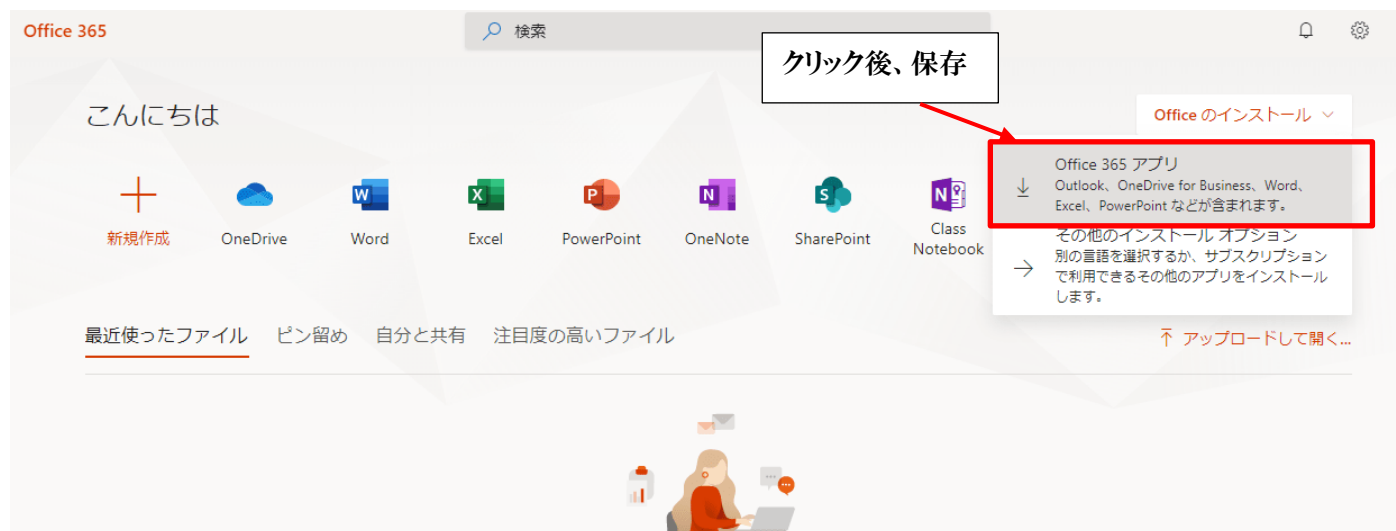 Office 365
検索
クリック後、保存
こんにちは
Office のインストール
Office 365 アプリ
Outlook、OneDrive for Business、Word、
Excel、PowerPoint などが含まれます。
その他のインストール オプション
別の言語を選択するか、サブスクリプション
で利用できるその他のアプリをインストール
します。
新規作成
OneDrive
Word
Excel
PowerPoint
OneNote
SharePoint
Class
Notebook
最近使ったファイル
ピン留め
自分と共有
注目度の高いファイル
アップロードして開く...